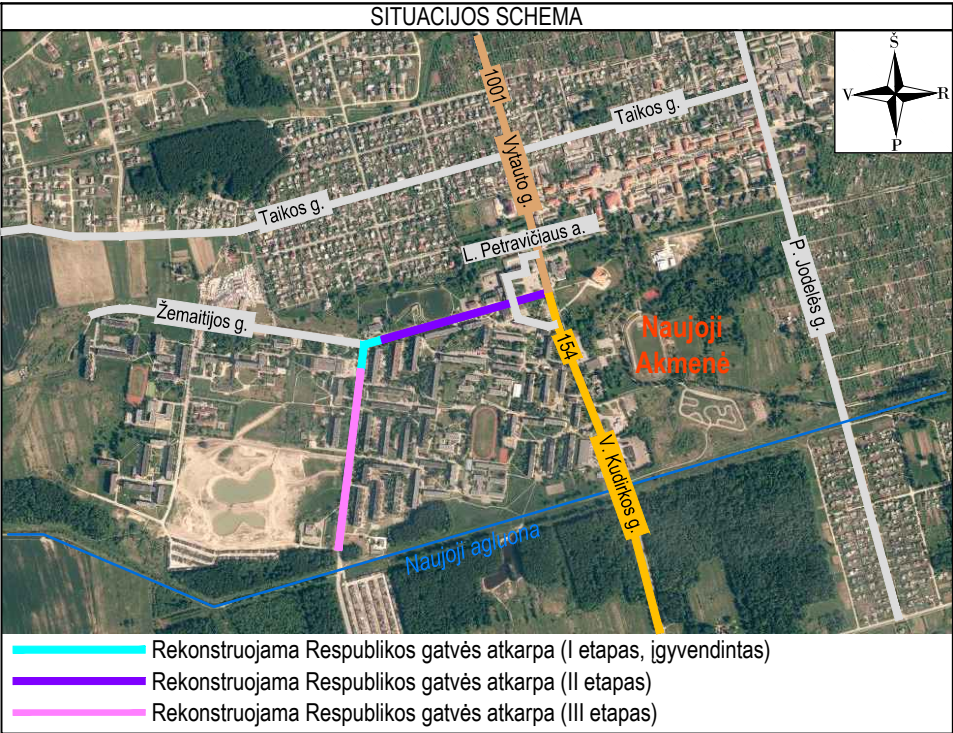 SITUACIJOS SCHEMA
Š
V
R
P
1001
Vytauto g.
Taikos g.
Taikos g.
L. Petravičiaus a.
P. Jodelės g.
Žemaitijos g.
154
Naujoji
Akmenė
V. Kudirkos g.
Naujoji agluona
Rekonstruojama Respublikos gatvės atkarpa (I etapas, įgyvendintas)
Rekonstruojama Respublikos gatvės atkarpa (II etapas)
Rekonstruojama Respublikos gatvės atkarpa (III etapas)